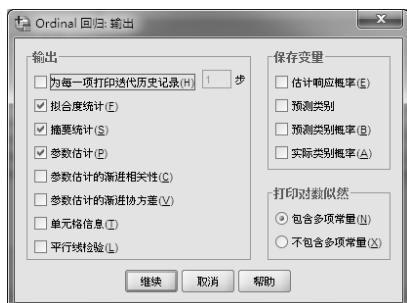 Ordinal 回归: 输出
输出
为每一项打印迭代历史记录(H) 1 步
拟合度统计(F)
摘要统计(S)
参数估计(P)
参数估计的渐进相关性(C)
参数估计的渐进协方差(V)
单元格信息(T)
平行线检验(L)
保存变量
估计响应概率(E)
预测类别
预测类别概率(B)
实际类别概率(A)
打印对数似然
包含多项常量(N)
不包含多项常量(X)
继续 取消 帮助